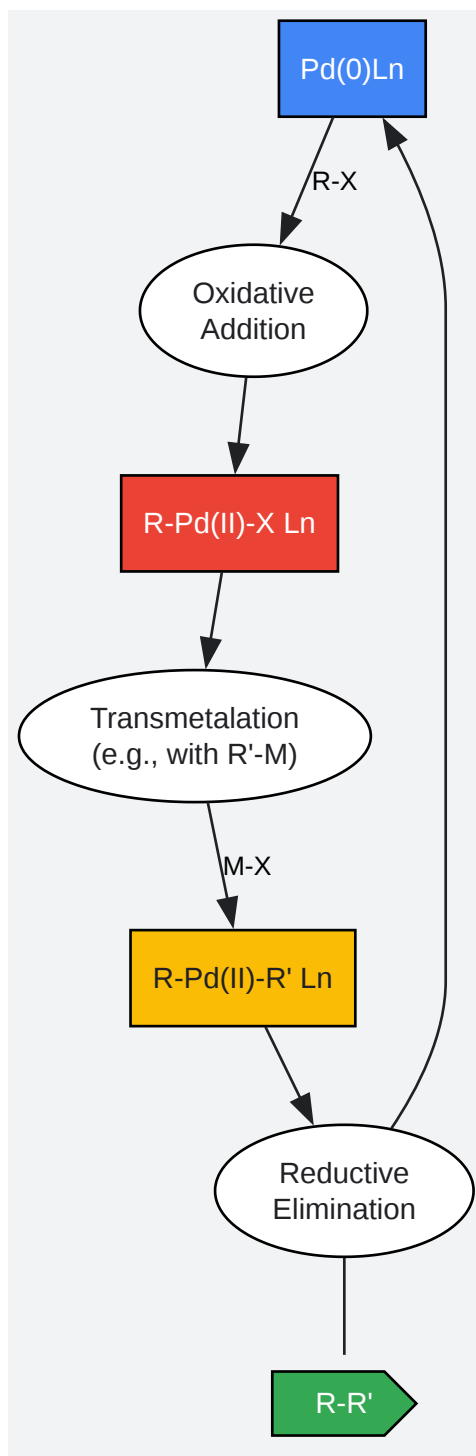 Pd(0)Ln
R-X
Oxidative
Addition
R-Pd(II)-X Ln
Transmetalation
(e.g., with R'-M)
M-X
R-Pd(II)-R' Ln
Reductive
Elimination
R-R'